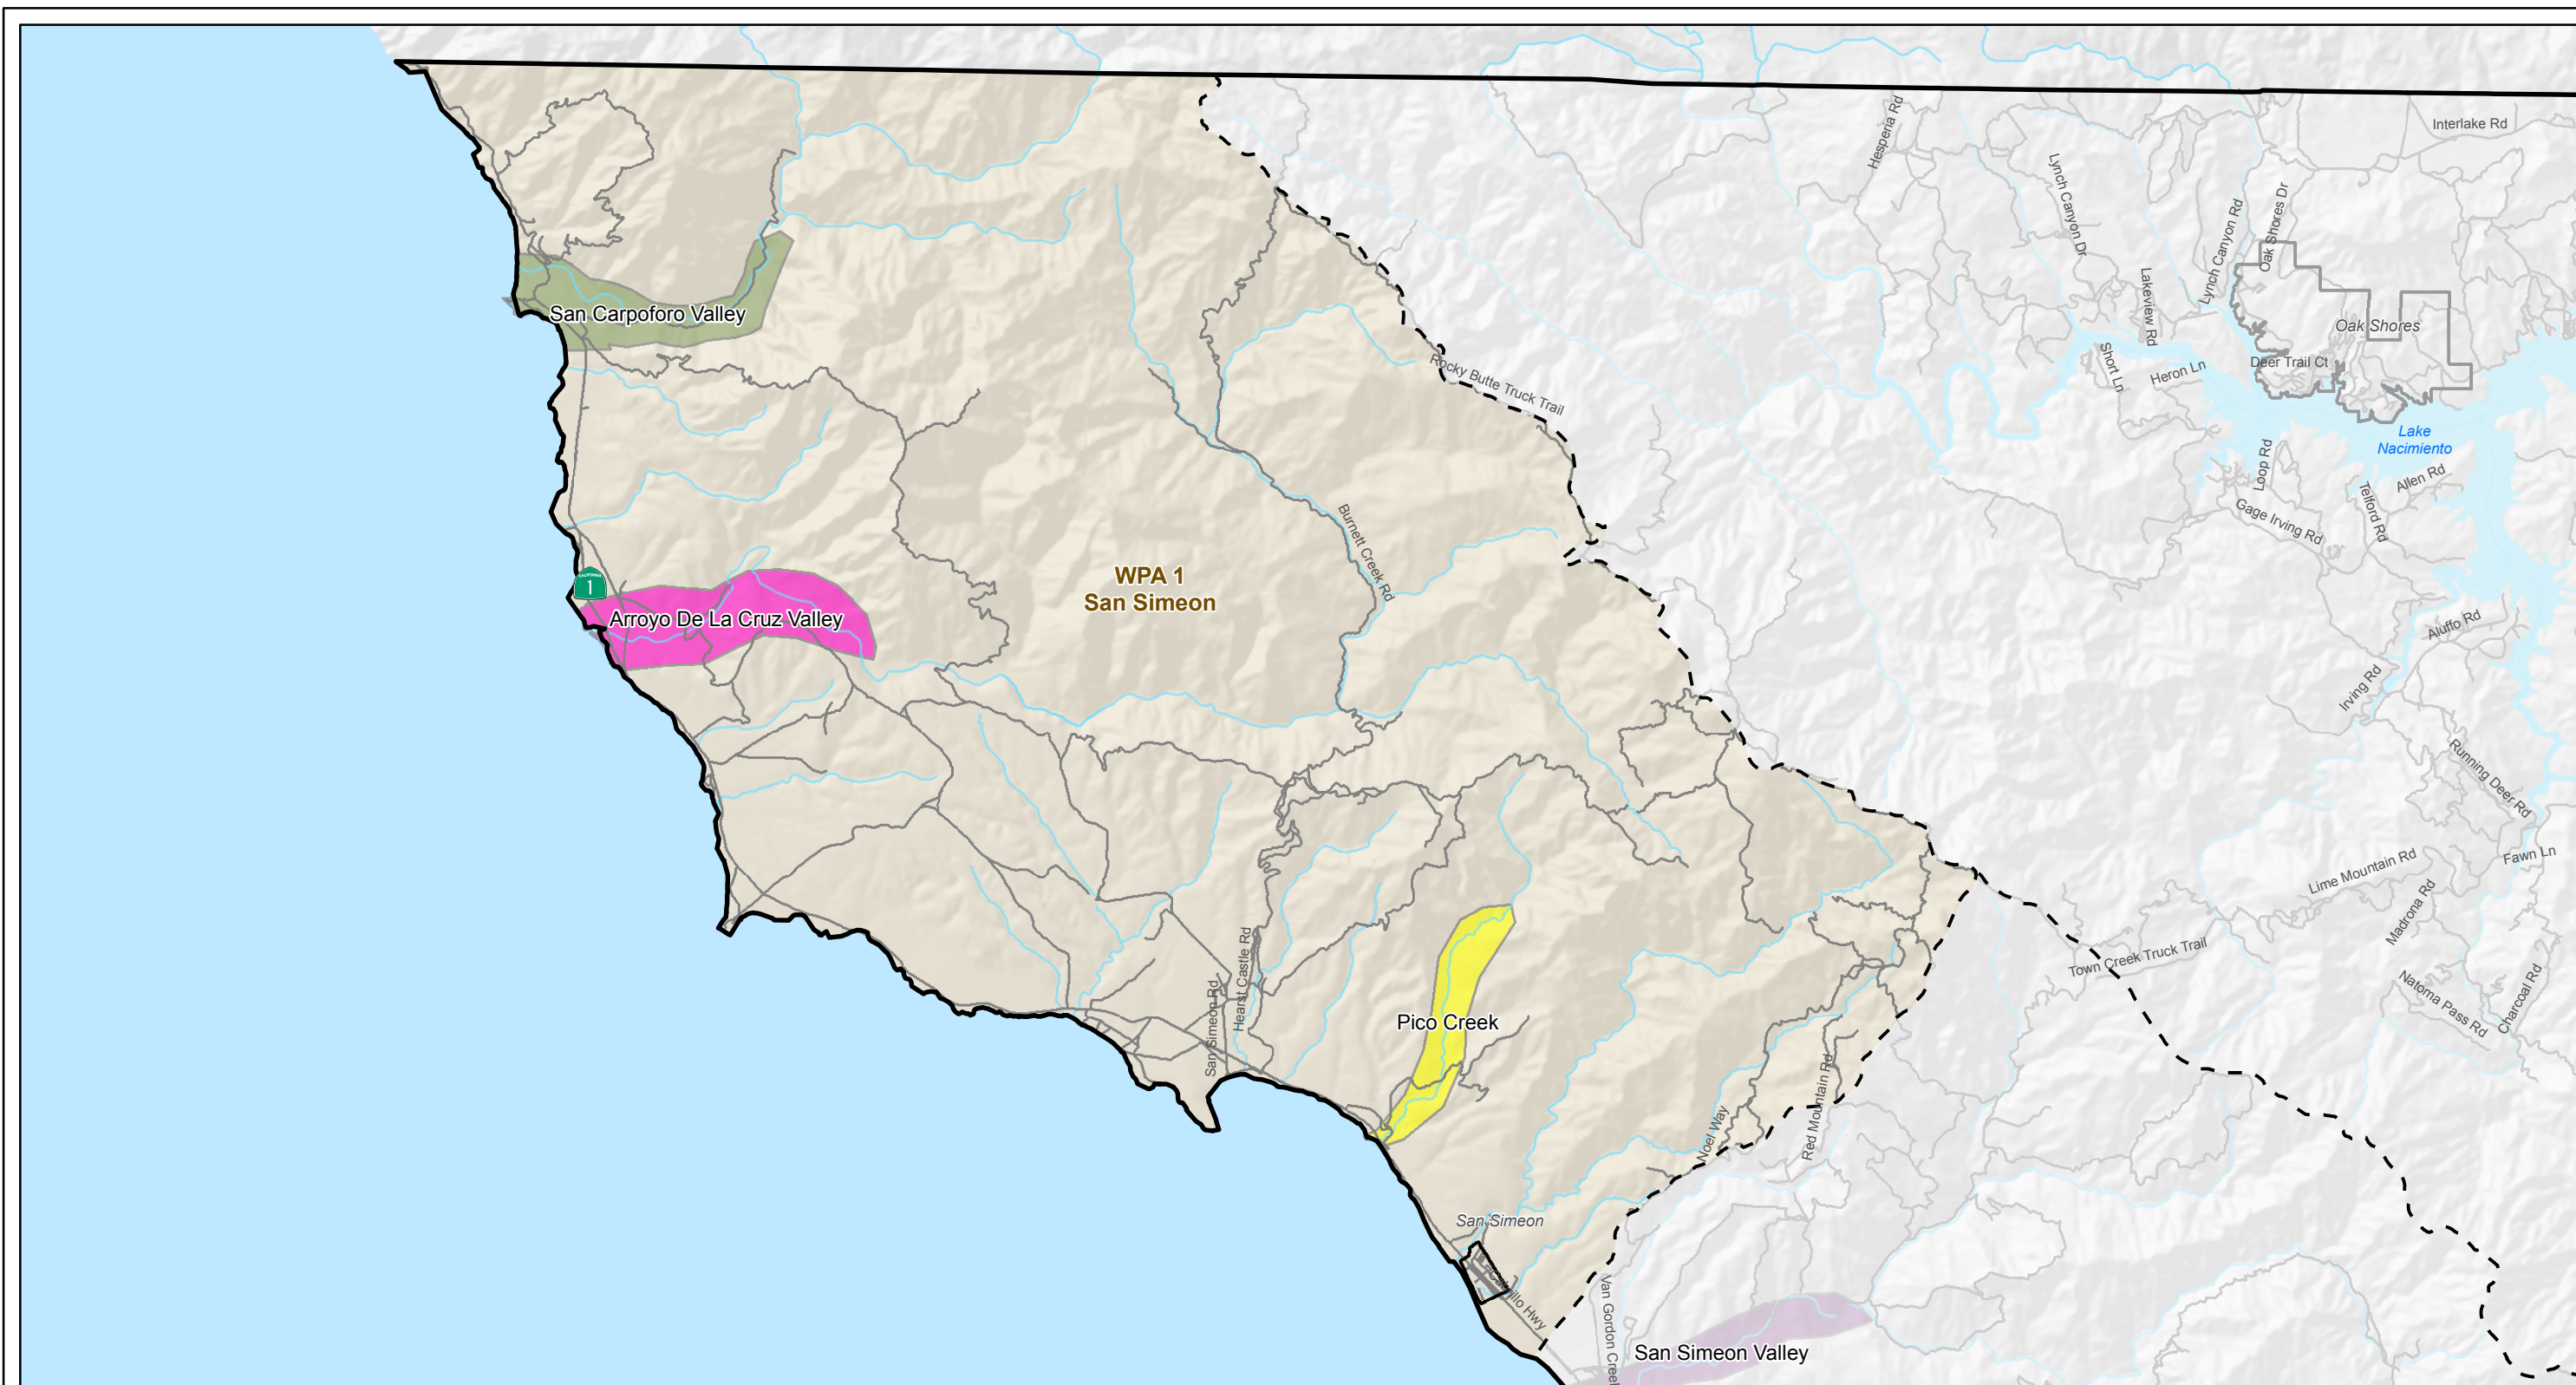 Interlake Rd
Hesperia Rd
Lynch Canyon Dr
Lynch Canyon Rd
Oak Shores Dr
Lakeview Rd
San Carpoforo Valley
Oak Shores
Short Ln
Heron Ln
Deer Trail Ct
Rocky Butte Truck Trail
Lake
Nacimiento
Loop Rd
Allen Rd
Telford Rd
Gage Irving Rd
Burnett Creek Rd
CALIFORNIA
1
WPA 1
San Simeon
Arroyo De La Cruz Valley
Aluffo Rd
Irving Rd
Running Deer Rd
Fawn Ln
Lime Mountain Rd
Madrona Rd
Town Creek Truck Trail
Natoma Pass Rd
Charcoal Rd
Hearst Castle Rd
San Simeon Rd
Pico Creek
Noel Way
Red Mountain Rd
San Simeon
Hwy
Van Gordon Creek
San Simeon Valley